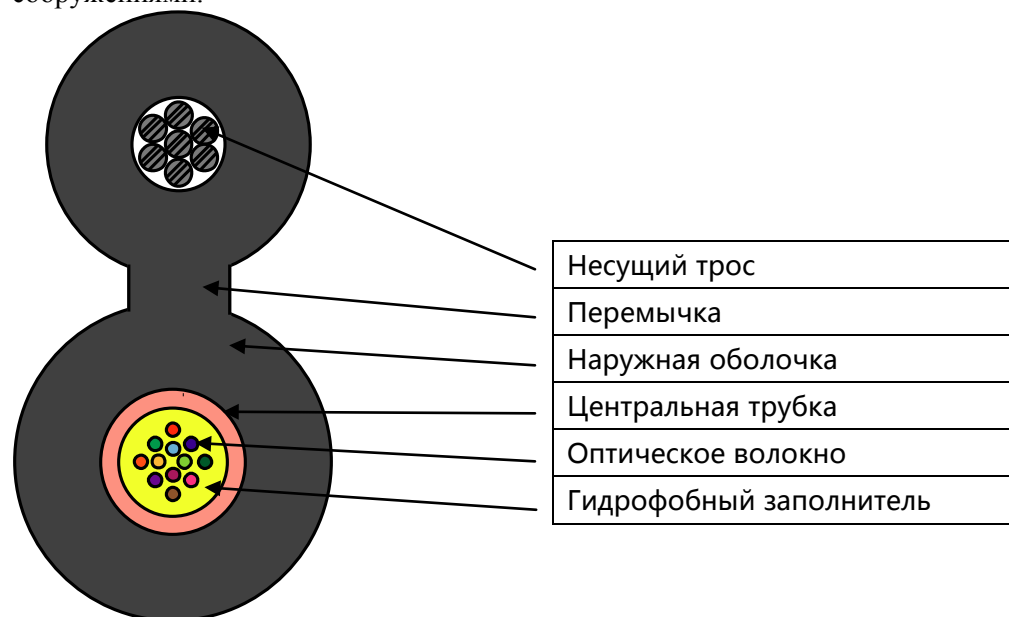 Несущий трос
Перемычка
Наружная оболочка
Центральная трубка
Оптическое волокно
Гидрофобный заполнитель